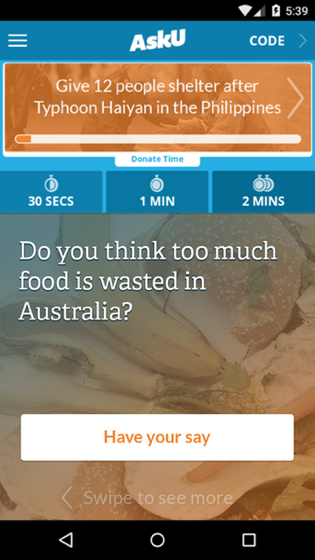 5:39
AskU
CODE
Give 12 people shelter after
Typhoon Haiyan in the Philippines
Donate Time
30 SECS
1 MIN
2 MINS
Do you think too much
food is wasted in
Australia?
Have your say
Swipe to see more